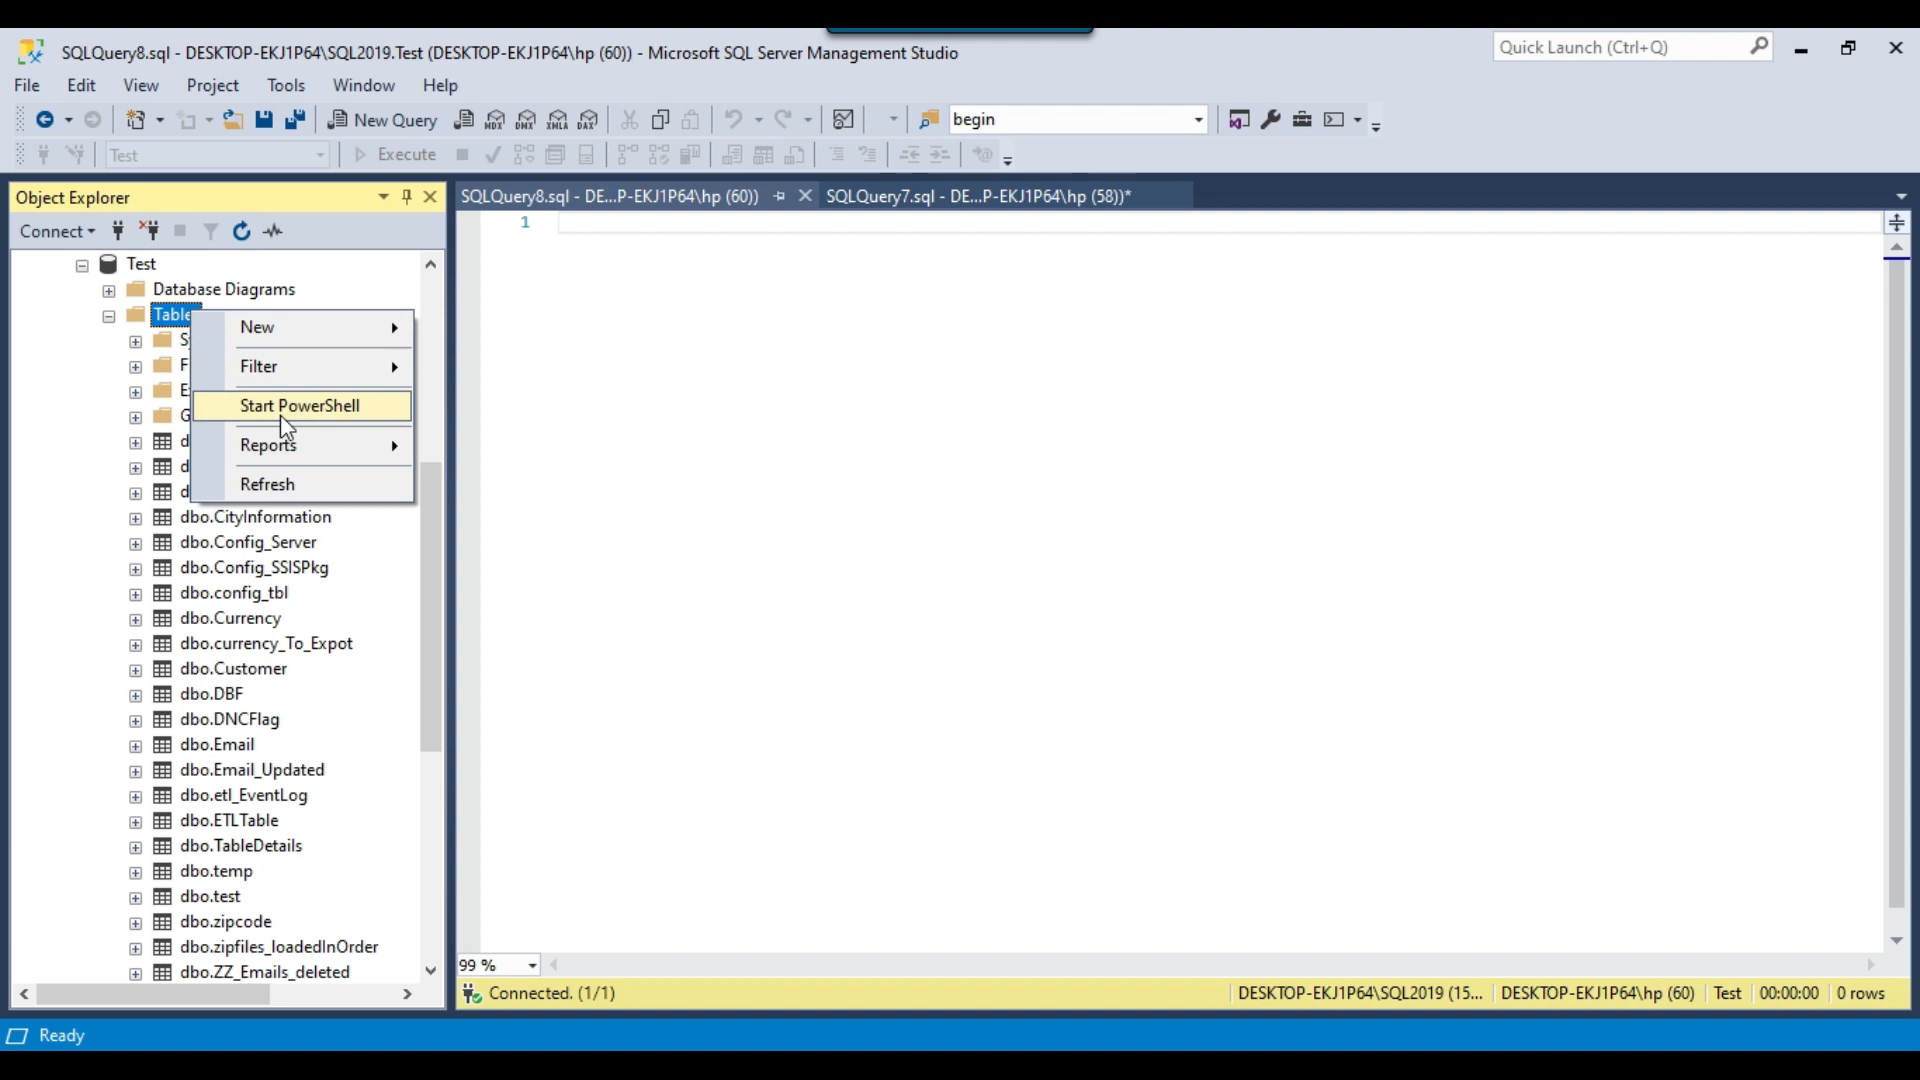 SQLQuery8.sql - DESKTOP-EKJ1P64\SQL2019.Test (DESKTOP-EKJ1P64\hp (60)) - Microsoft SQL Server Management Studio
Quick Launch (Ctrl+Q)
File Edit View Project Tools Window Help
New Query MDX DMX XMLA DAX begin
Test Execute
Object Explorer
SQLQuery8.sql - DE...P-EKJ1P64\hp (60))
SQLQuery7.sql - DE...P-EKJ1P64\hp (58))*
Connect
1
Test
Database Diagrams
Table
New
Filter
Start PowerShell
Reports
Refresh
dbo.CityInformation
dbo.Config_Server
dbo.Config_SSISPkg
dbo.config_tbl
dbo.Currency
dbo.currency_To_Expot
dbo.Customer
dbo.DBF
dbo.DNCFlag
dbo.Email
dbo.Email_Updated
dbo.etl_EventLog
dbo.ETLTable
dbo.TableDetails
dbo.temp
dbo.test
dbo.zipcode
dbo.zipfiles_loadedInOrder
dbo.ZZ_Emails_deleted
99 %
Connected. (1/1)
DESKTOP-EKJ1P64\SQL2019 (15... DESKTOP-EKJ1P64\hp (60) Test 00:00:00 0 rows
Ready